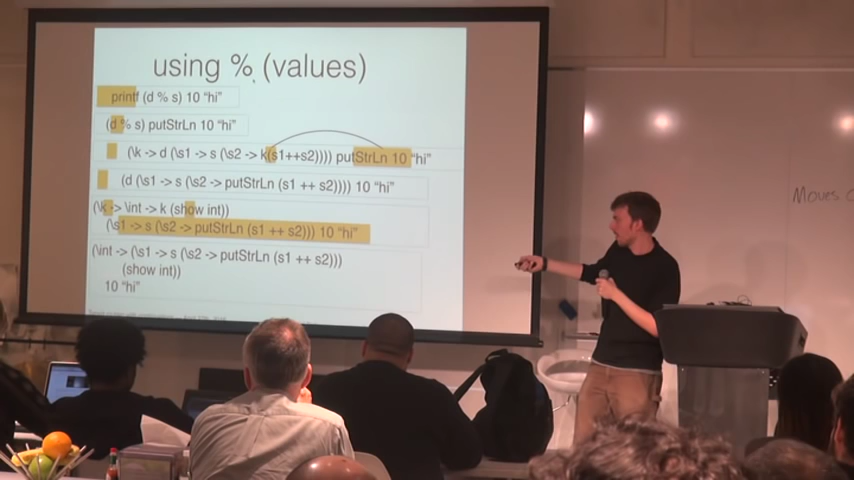 using % (values)
printf (d % s) 10 “hi”
(d % s) putStrLn 10 “hi”
(\k -> d (\s1 -> s (\s2 -> k(s1++s2)))) putStrLn 10 “hi”
(d (\s1 -> s (\s2 -> putStrLn (s1 ++ s2)))) 10 “hi”
(\k -> \int -> k (show int))
(\s1 -> s (\s2 -> putStrLn (s1 ++ s2))) 10 “hi”
(\int -> (\s1 -> s (\s2 -> putStrLn (s1 ++ s2)))
(show int))
10 “hi”
Moves